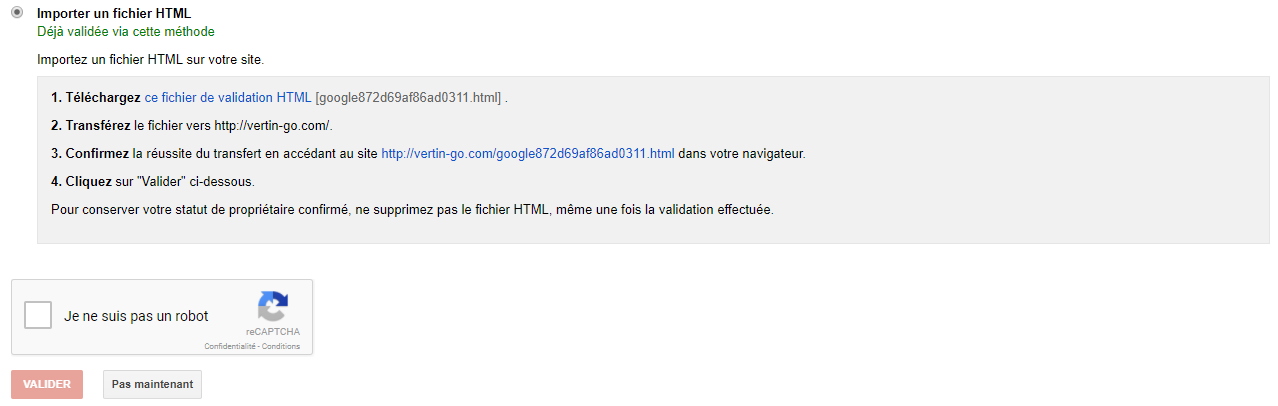 Importer un fichier HTML
Déjà validée via cette méthode
Importez un fichier HTML sur votre site.
1. Téléchargez ce fichier de validation HTML [google872d69af86ad0311.html] .
2. Transférez le fichier vers http://vertin-go.com/.
3. Confirmez la réussite du transfert en accédant au site http://vertin-go.com/google872d69af86ad0311.html dans votre navigateur.
4. Cliquez sur "Valider" ci-dessous.
Pour conserver votre statut de propriétaire confirmé, ne supprimez pas le fichier HTML, même une fois la validation effectuée.
Je ne suis pas un robot
reCAPTCHA
Confidentialité - Conditions
VALIDER
Pas maintenant